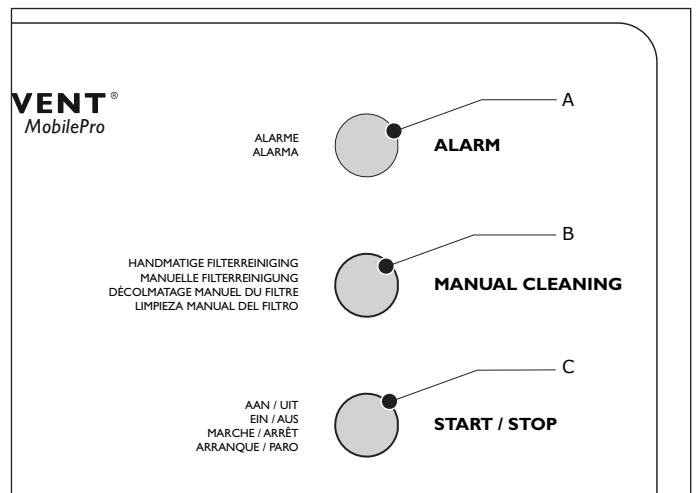 VENT®
MobilePro
A
ALARME
ALARMA
ALARM
B
HANDMATIGE FILTERREINIGING
MANUELLE FILTERREINIGUNG
DÉCOLMATAGE MANUEL DU FILTRE
LIMPIEZA MANUAL DEL FILTRO
MANUAL CLEANING
C
AAN / UIT
EIN / AUS
MARCHE / ARRÊT
ARRANQUE / PARO
START / STOP